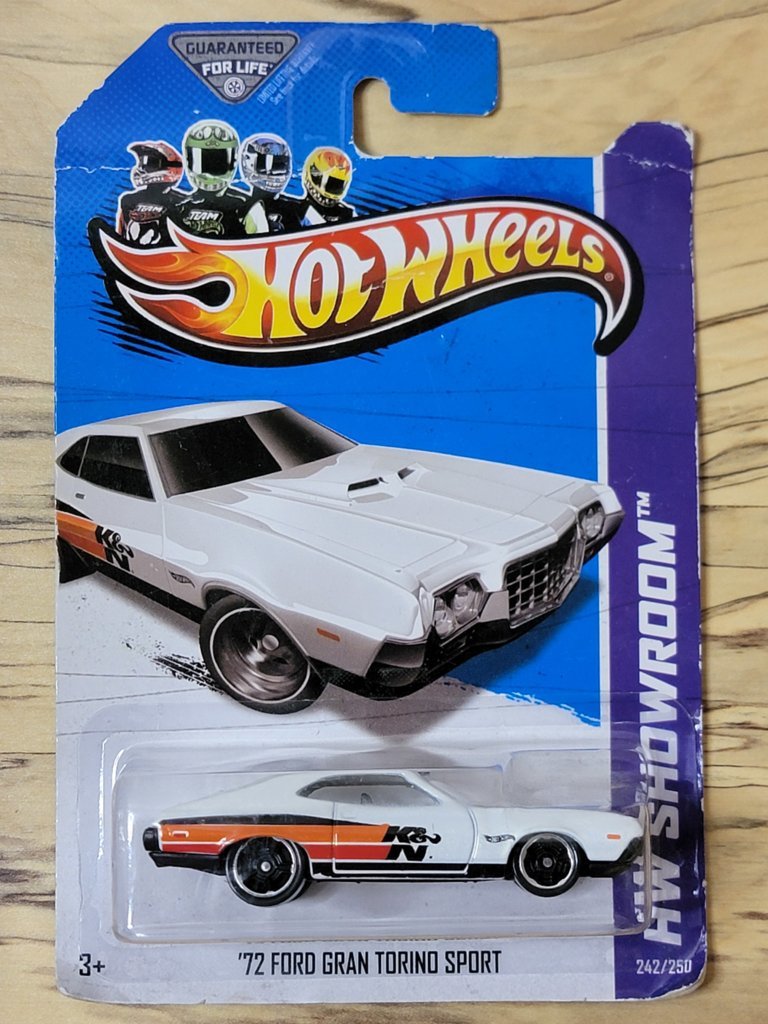 GUARANTEED
FOR LIFE
TEAM
TEAM
HOT WHEELS®
K&N
HW SHOWROOM™
K&N
'72 FORD GRAN TORINO SPORT
3+
242/250